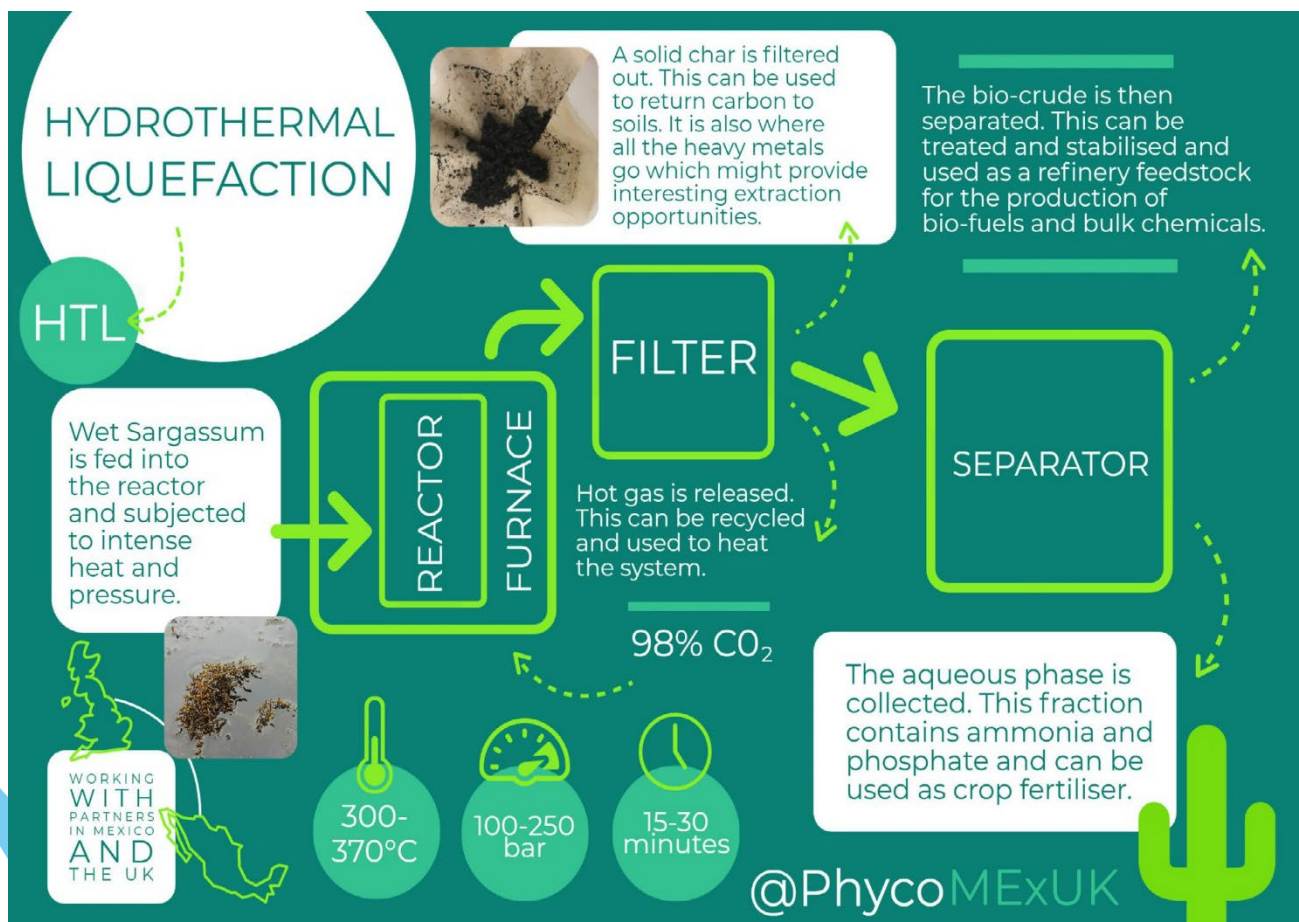 HYDROTHERMAL
LIQUEFACTION
HTL
A solid char is filtered
out. This can be used
to return carbon to
soils. It is also where
all the heavy metals
go which might provide
interesting extraction
opportunities.
The bio-crude is then
separated. This can be
treated and stabilised and
used as a refinery feedstock
for the production of
bio-fuels and bulk chemicals.
Wet Sargassum
is fed into
the reactor
and subjected
to intense
heat and
pressure.
REACTOR
FURNACE
FILTER
SEPARATOR
Hot gas is released.
This can be recycled
and used to heat
the system.
98% C0₂
The aqueous phase is
collected. This fraction
contains ammonia and
phosphate and can be
used as crop fertiliser.
WORKING
WITH
PARTNERS
IN MEXICO
AND
THE UK
300-
370°C
100-250
bar
15-30
minutes
@PhycoMExUK